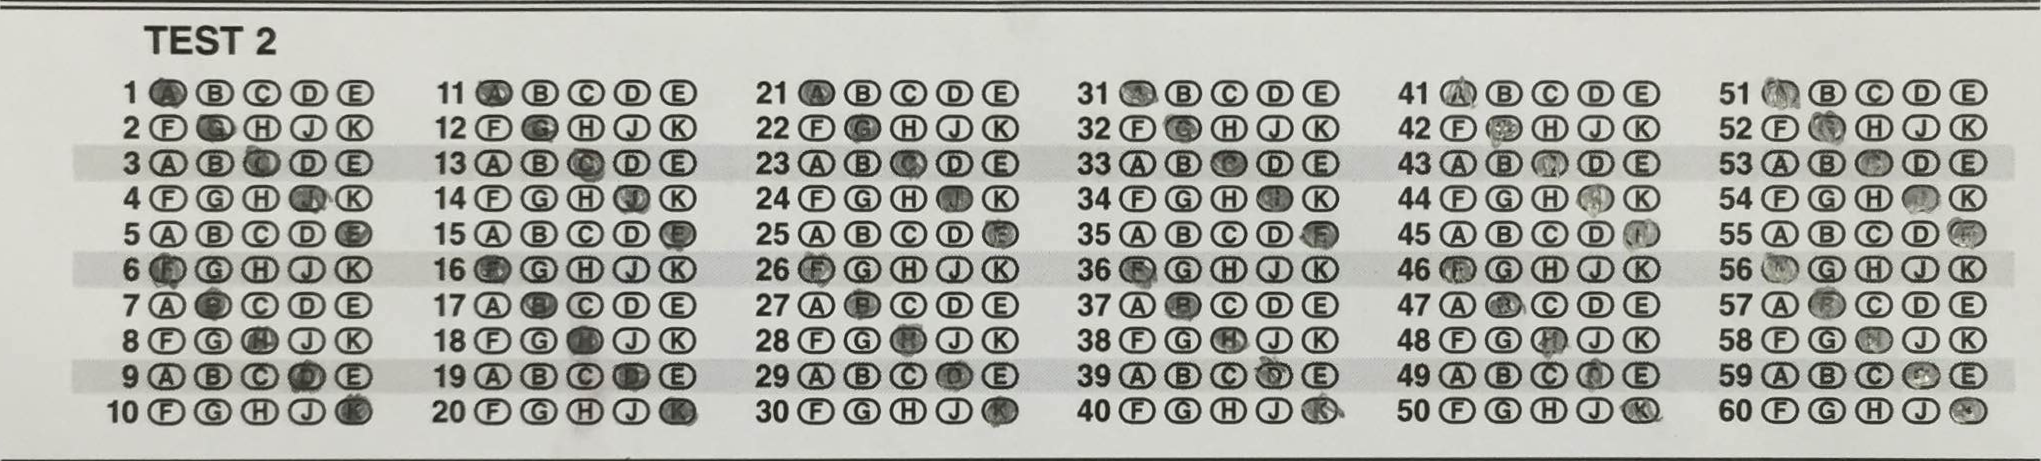 TEST 2
1 A B C D E 11 A B C D E 21 A B C D E 31 A B C D E 41 A B C D E 51 A B C D E
2 F G H J K 12 F G H J K 22 F G H J K 32 F G H J K 42 F H J K 52 F H J K
3 A B C D E 13 A B C D E 23 A B C D E 33 A B C D E 43 A B D E 53 A B C D E
4 F G H J K 14 F G H J K 24 F G H J K 34 F G H K 44 F G H K 54 F G H K
5 A B C D E 15 A B C D E 25 A B C D E 35 A B C D E 45 A B C D 55 A B C D
6 F G H J K 16 F G H J K 26 F G H J K 36 F G H J K 46 F G H J K 56 G H J K
7 A B C D E 17 A B C D E 27 A B C D E 37 A B C D E 47 A B C D E 57 A B C D E
8 F G H J K 18 F G H J K 28 F G H J K 38 F G H J K 48 F G H J K 58 F G H J K
9 A B C D E 19 A B C D E 29 A B C D E 39 A B C D E 49 A B C E 59 A B C E
10 F G H J K 20 F G H J K 30 F G H J K 40 F G H J K 50 F G H J K 60 F G H J